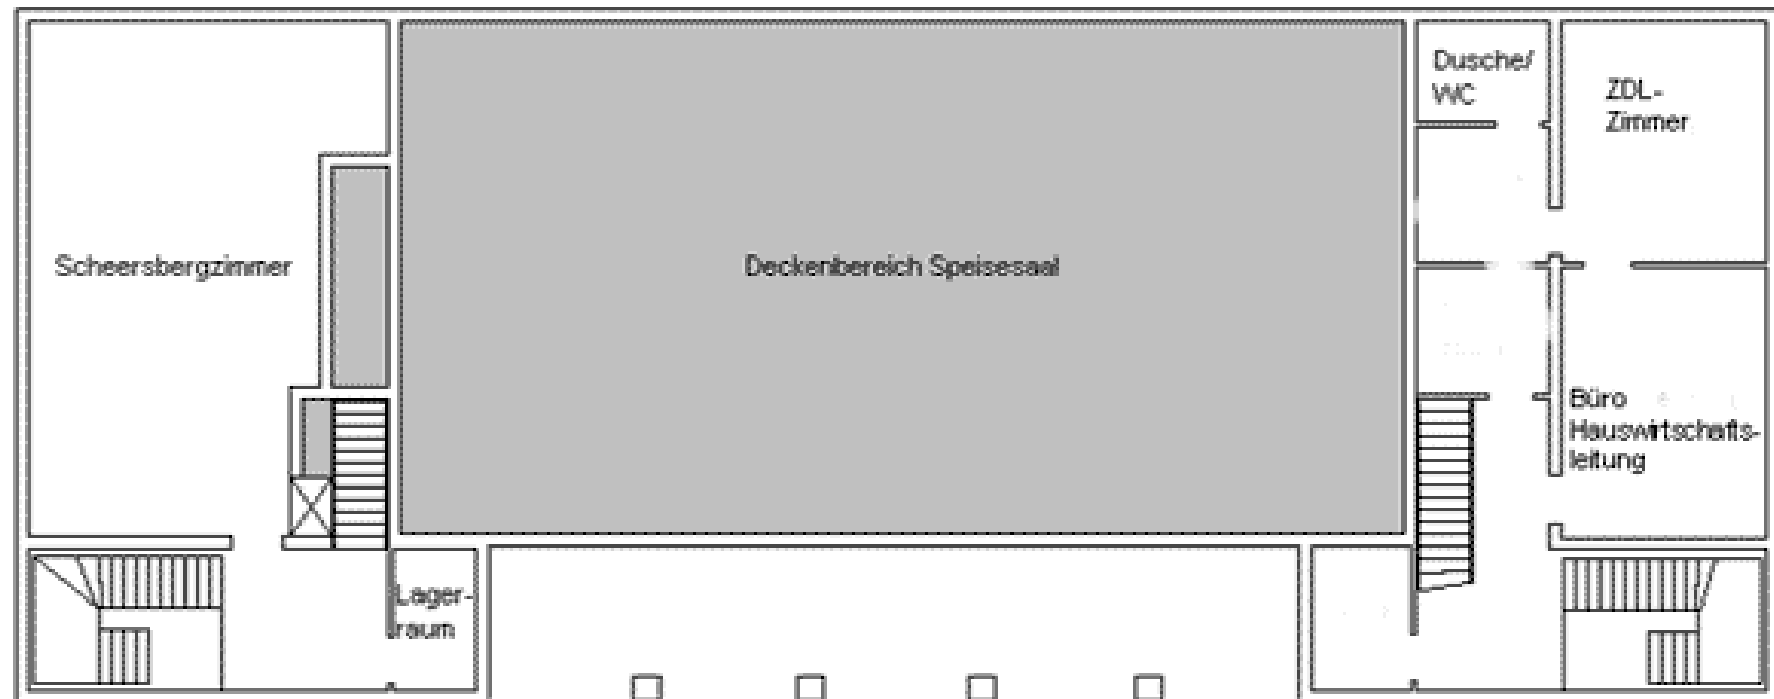 Dusche/
WC
ZDL-
Zimmer
Scheersbergzimmer
Deckenbereich Speisesaal
Büro
Hauswirtschafts-
leitung
Lager-
raum